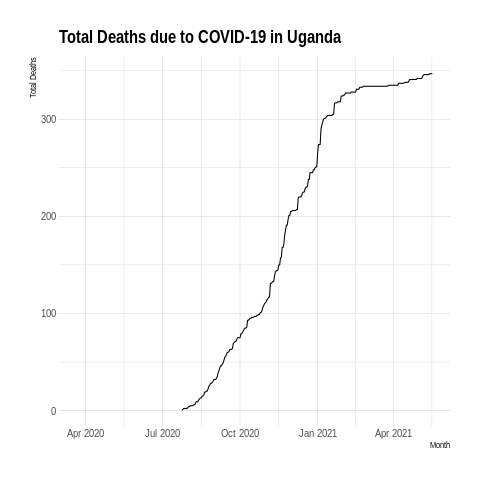 Total Deaths due to COVID-19 in Uganda
Total Deaths
300
200
100
0
Apr 2020 Jul 2020 Oct 2020 Jan 2021 Apr 2021
Month